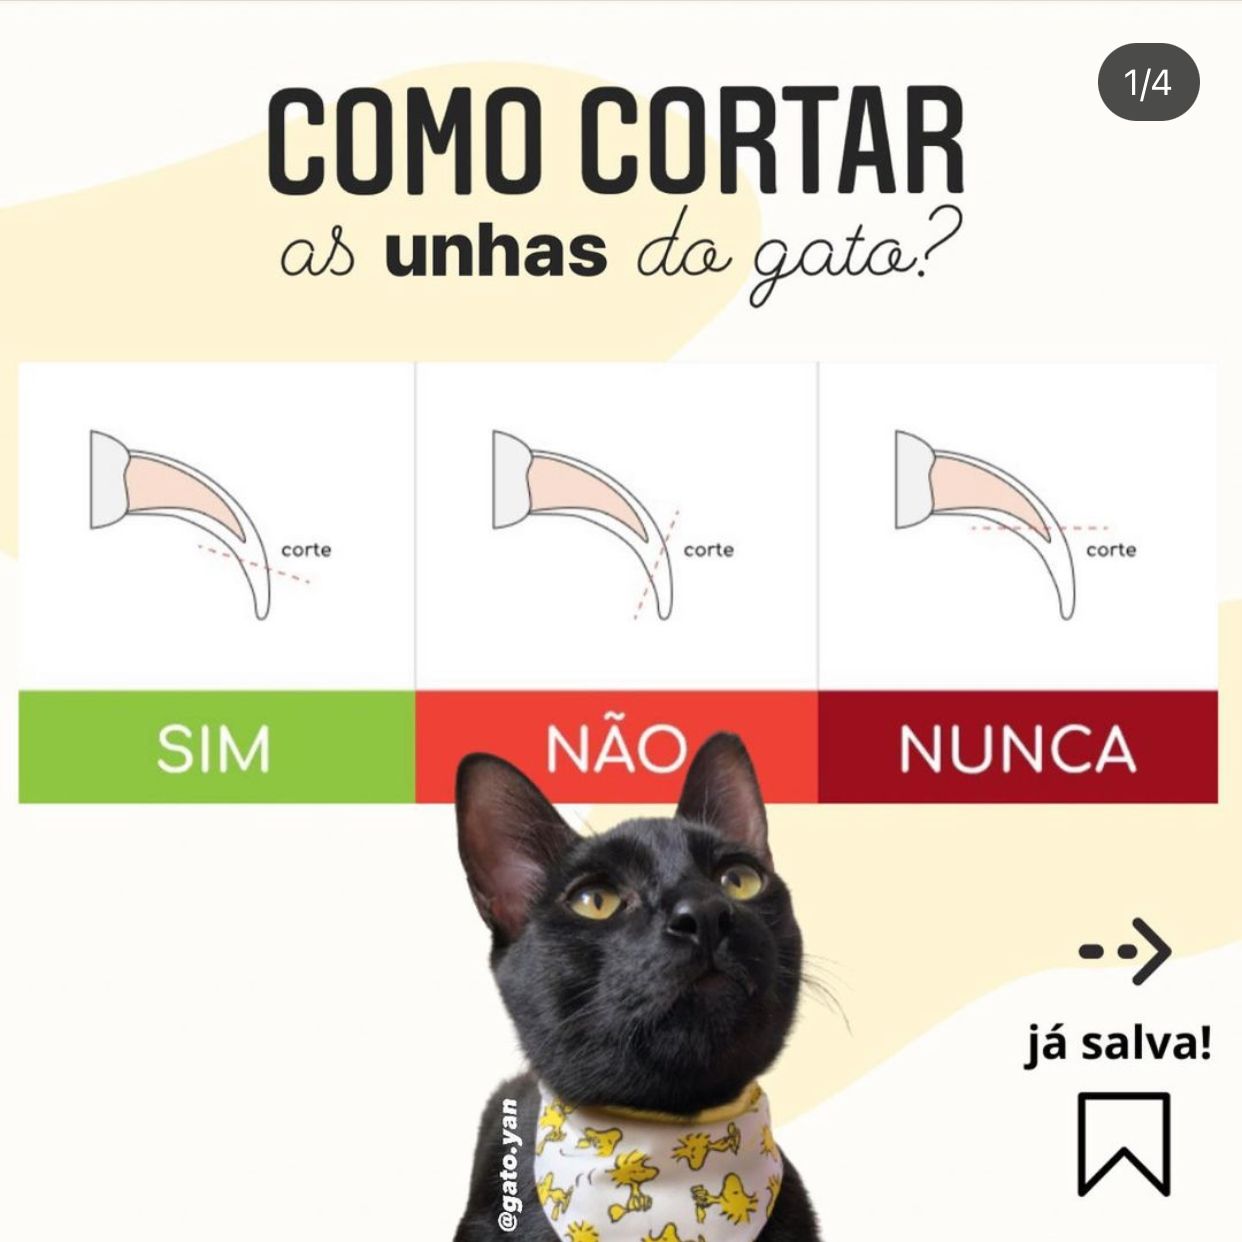 1/4
COMO CORTAR
as unhas do gato?
corte
corte
corte
SIM
NÃO
NUNCA
já salva!
@gato.yan